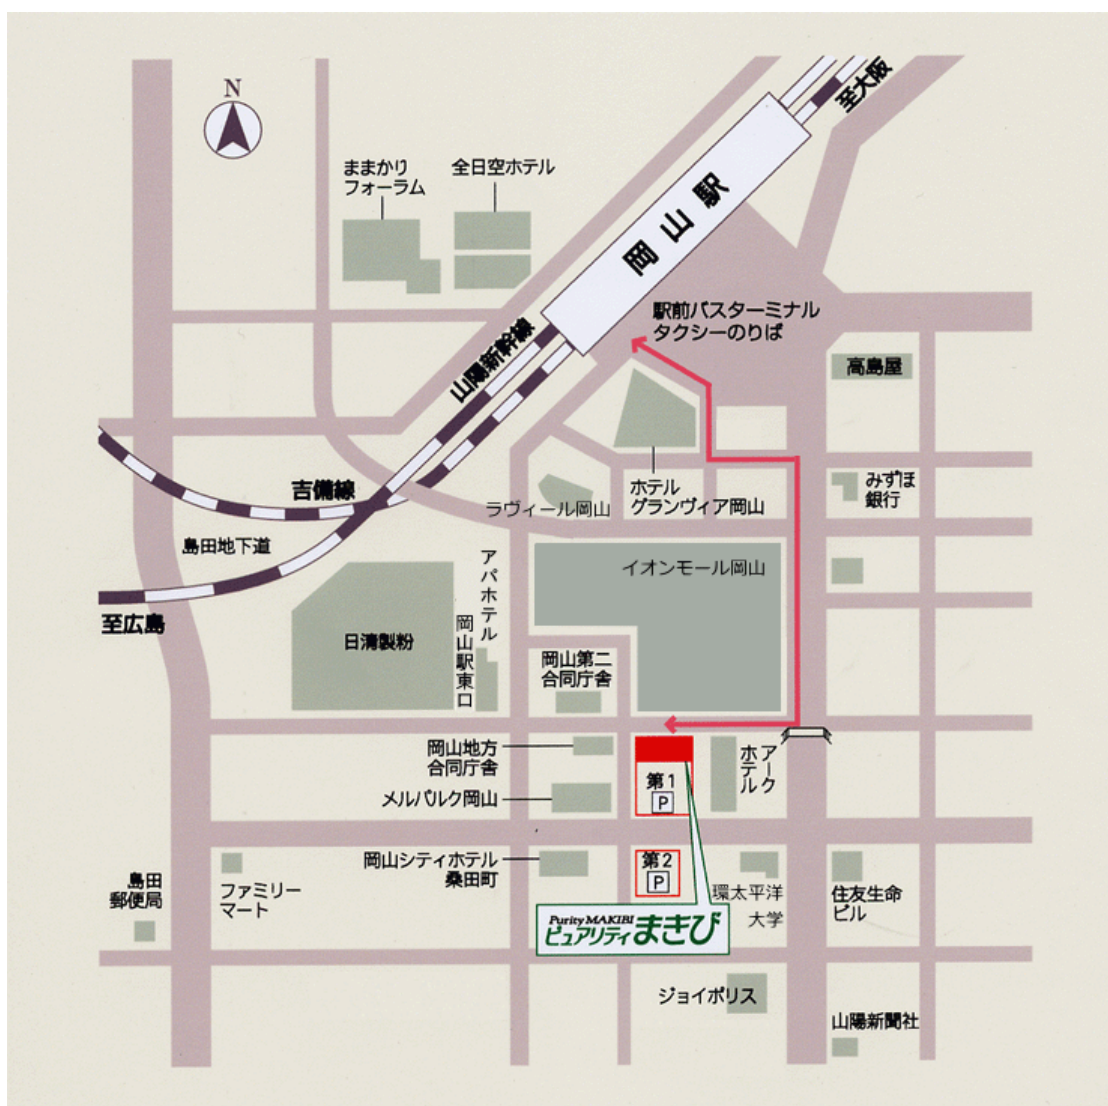 N
至大阪
ままかり
フォーラム
全日空ホテル
岡山駅
駅前バスターミナル
タクシーのりば
山陽新幹線
高島屋
吉備線
ホテル
グランヴィア岡山
みずほ
銀行
ラヴィール岡山
島田地下道
アパホテル
岡山駅東口
イオンモール岡山
至広島
日清製粉
岡山第二
合同庁舎
岡山地方
合同庁舎
アーク
ホテル
第1
P
メルパルク岡山
岡山シティホテル
桑田町
第2
P
島田
郵便局
ファミリー
マート
環太平洋
大学
住友生命
ビル
Purity MAKIBI
ピュアリティまきび
ジョイポリス
山陽新聞社